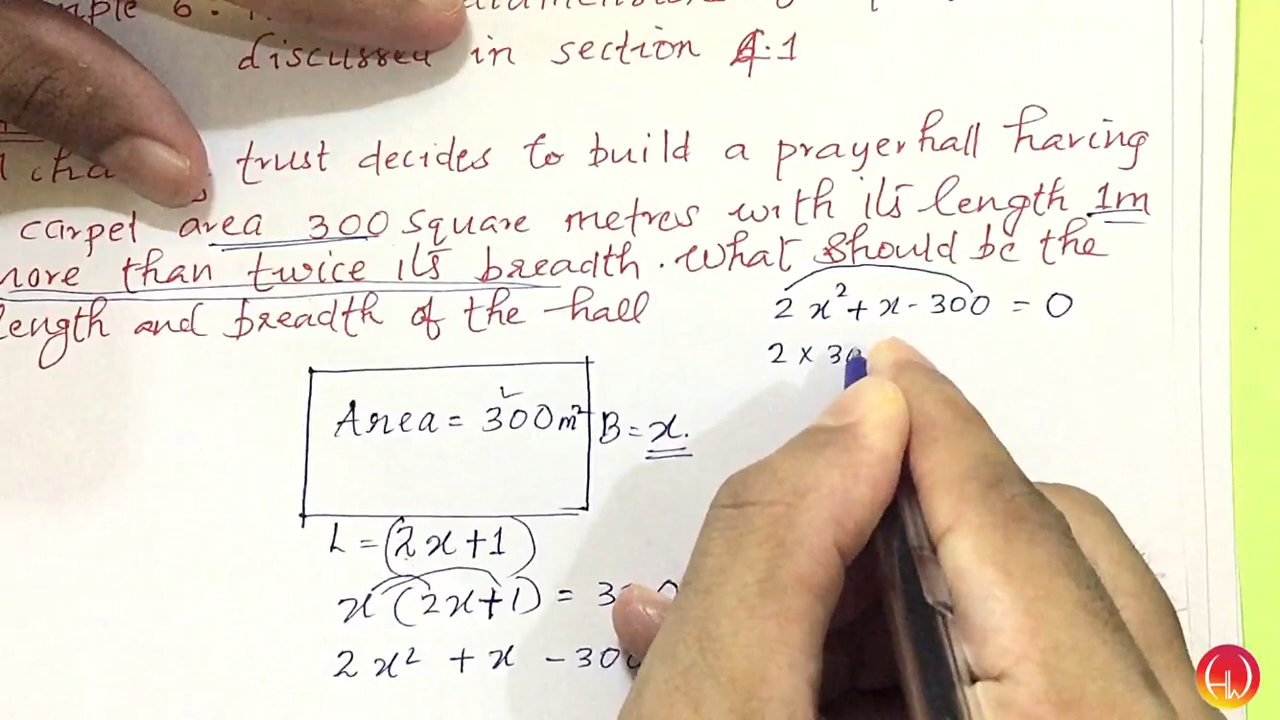 discussed in section 4.1
trust decides to build a prayer hall having
carpet area 300 square metres with its length 1m
more than twice its breadth. What should be the
length and breadth of the hall
2x² + x - 300 = 0
2 × 30
Area = 300m² B = x.
L = (2x+1)
x (2x+1) = 3
2x² + x - 300
HW